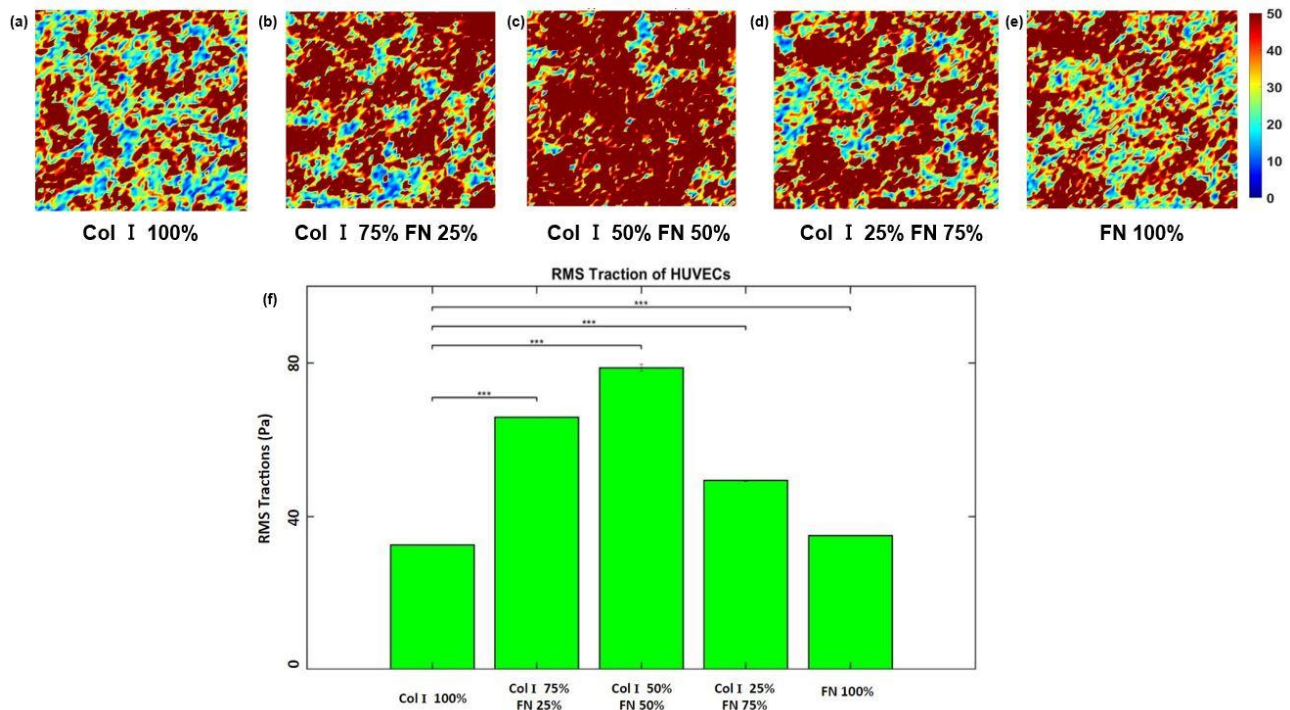 (a) (b) (c) (d) (e)
50
40
30
20
10
0
Col I 100%
Col I 75% FN 25%
Col I 50% FN 50%
Col I 25% FN 75%
FN 100%
(f)
RMS Traction of HUVECs
***
***
***
***
RMS Tractions (Pa)
80
40
0
Col I 100%
Col I 75%
FN 25%
Col I 50%
FN 50%
Col I 25%
FN 75%
FN 100%